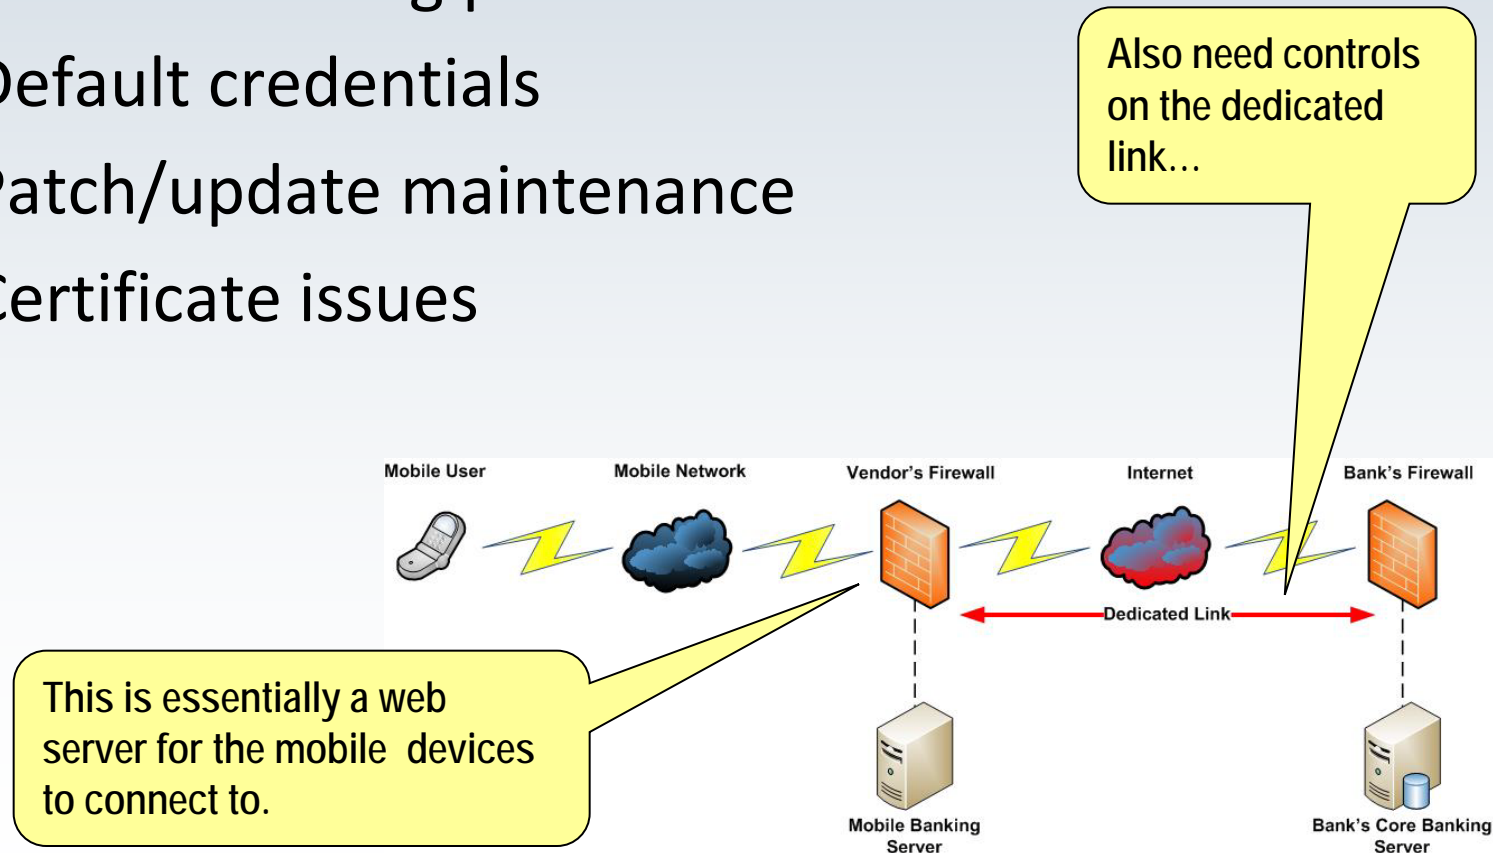 Default credentials
Patch/update maintenance
Certificate issues
Also need controls
on the dedicated
link...
Mobile User
Mobile Network
Vendor's Firewall
Internet
Bank's Firewall
Dedicated Link
This is essentially a web
server for the mobile devices
to connect to.
Mobile Banking
Server
Bank's Core Banking
Server